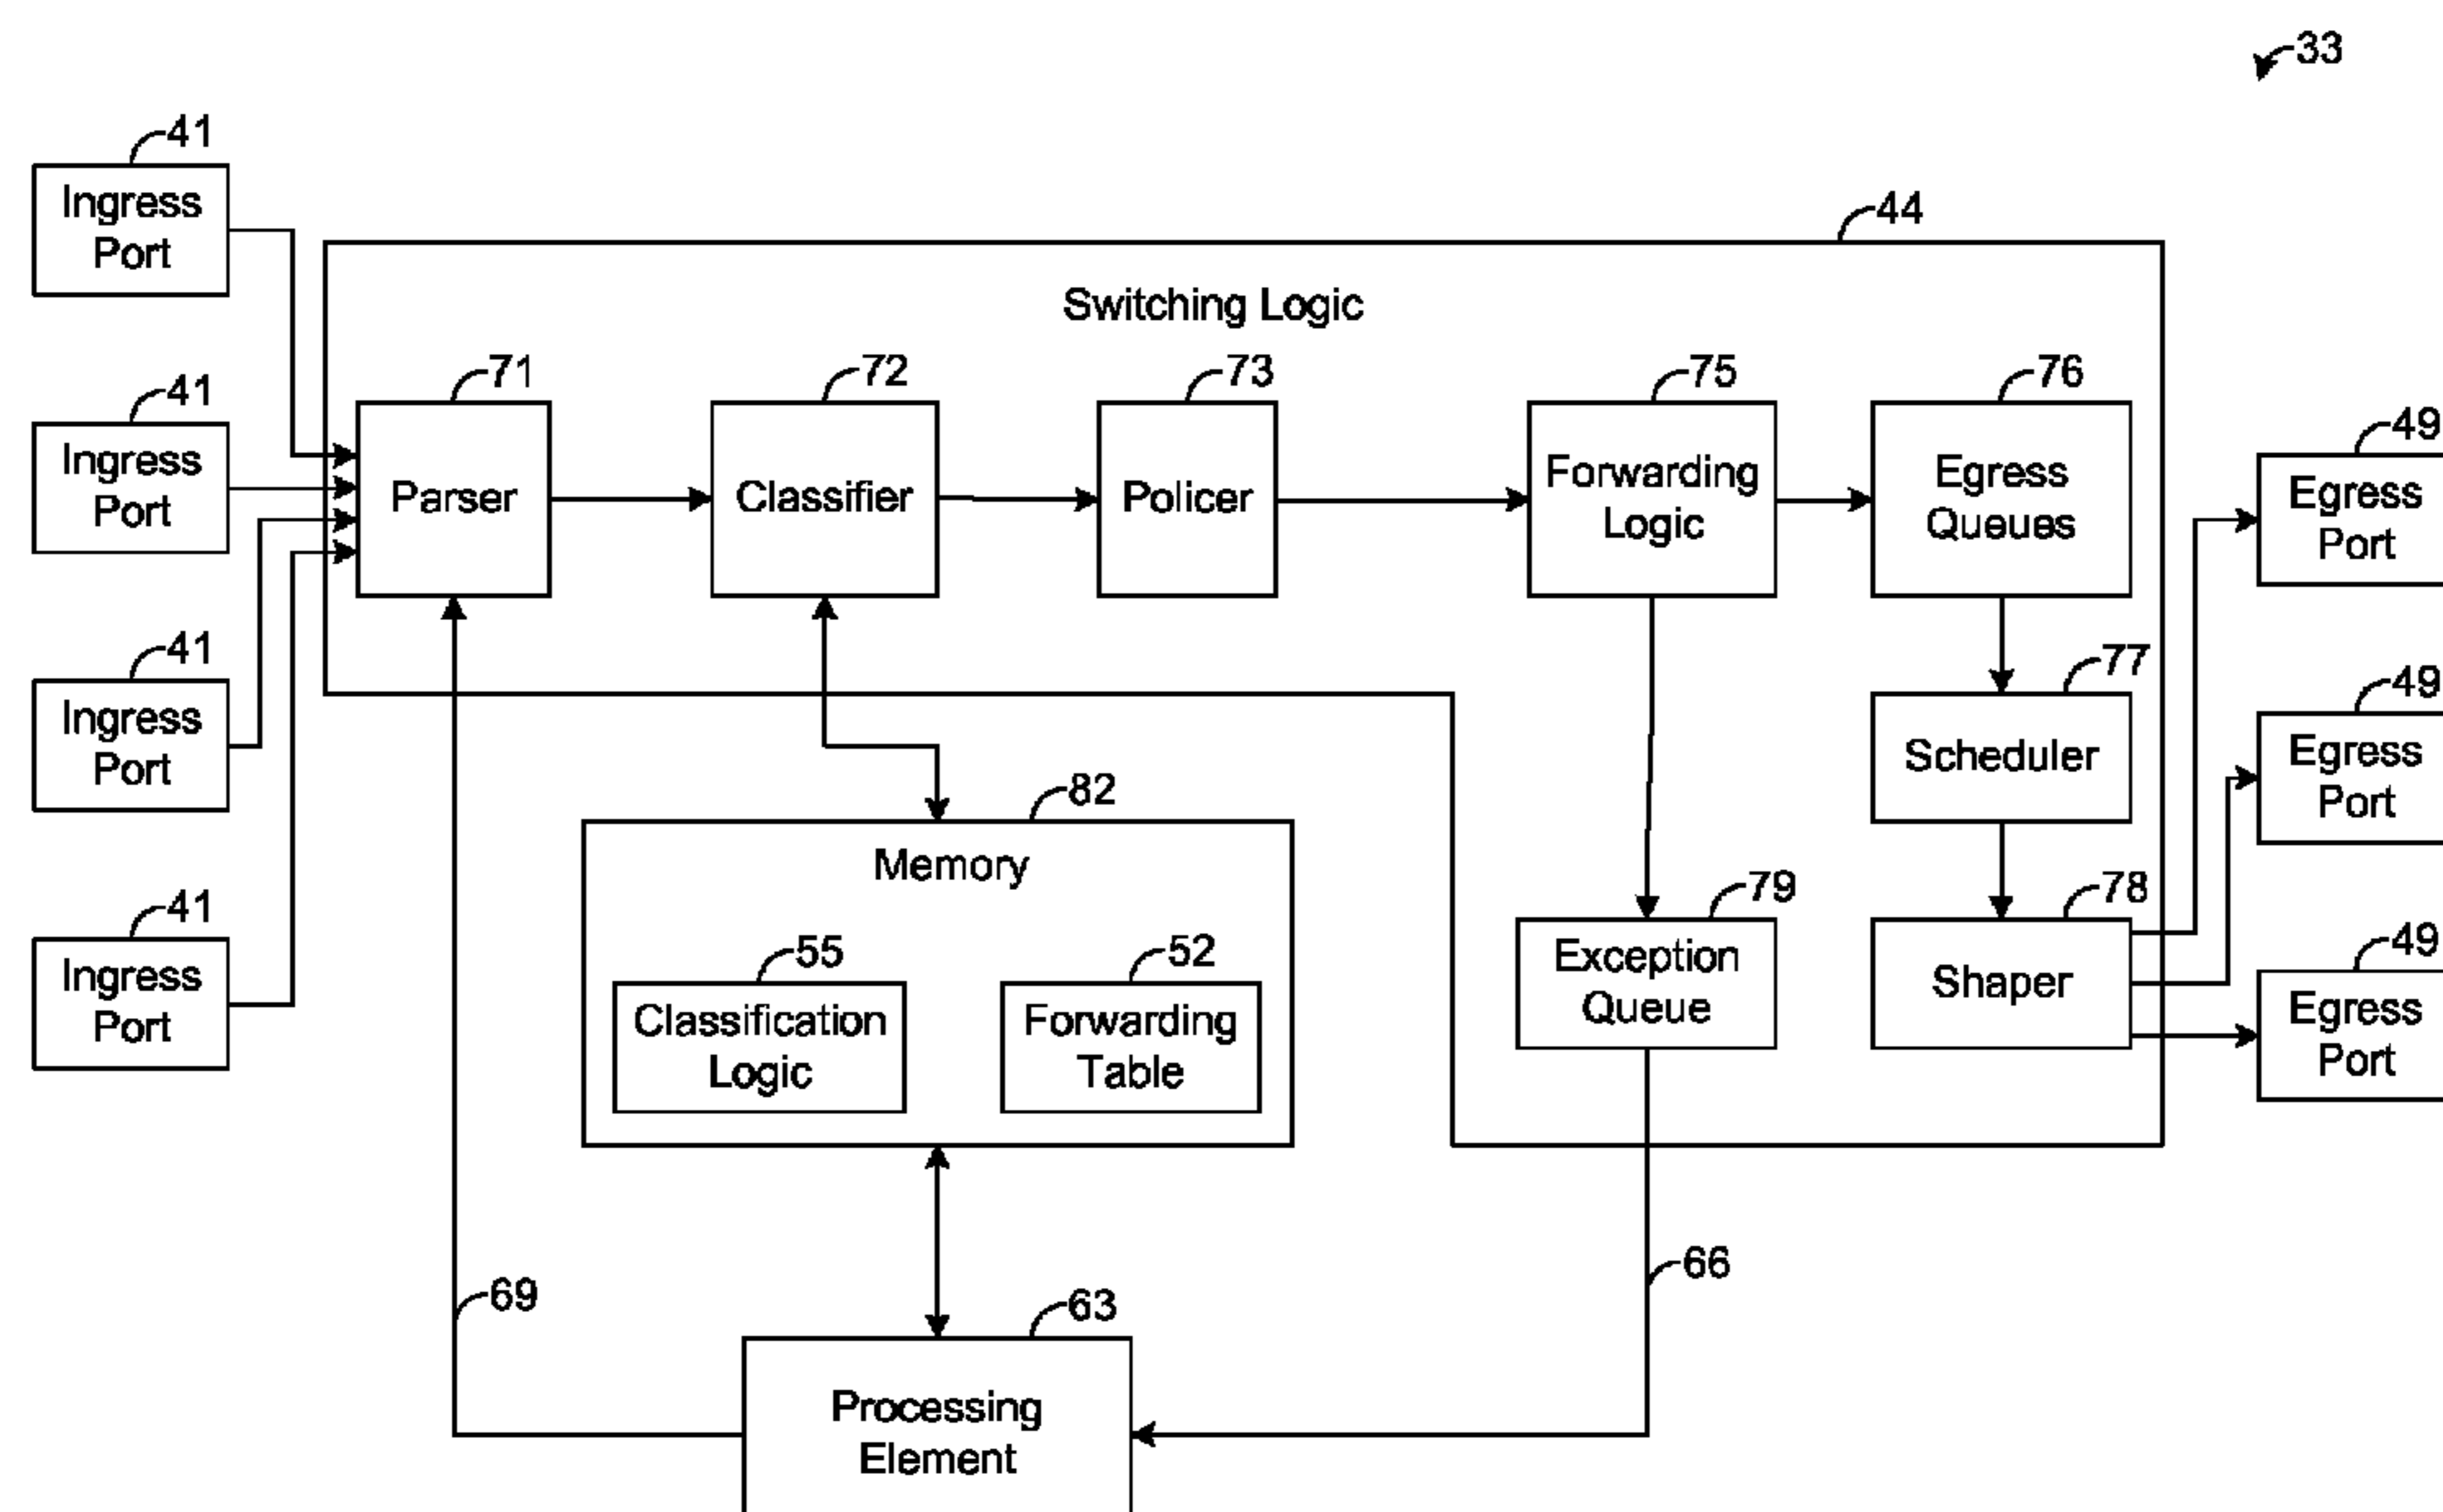 33
41
Ingress
Port
44
Switching Logic
41
Ingress
Port
71
Parser
72
Classifier
73
Policer
75
Forwarding
Logic
76
Egress
Queues
49
Egress
Port
41
Ingress
Port
77
Scheduler
49
Egress
Port
82
Memory
55
Classification
Logic
52
Forwarding
Table
79
Exception
Queue
78
Shaper
49
Egress
Port
41
Ingress
Port
69
66
63
Processing
Element